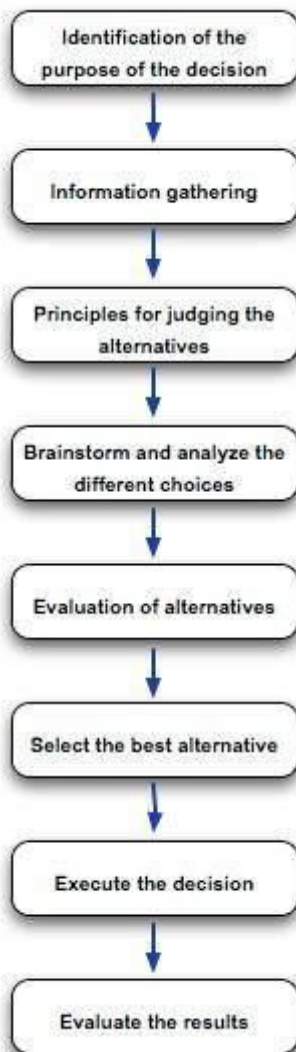 Identification of the
purpose of the decision
Information gathering
Principles for judging the
alternatives
Brainstorm and analyze the
different choices
Evaluation of alternatives
Select the best alternative
Execute the decision
Evaluate the results